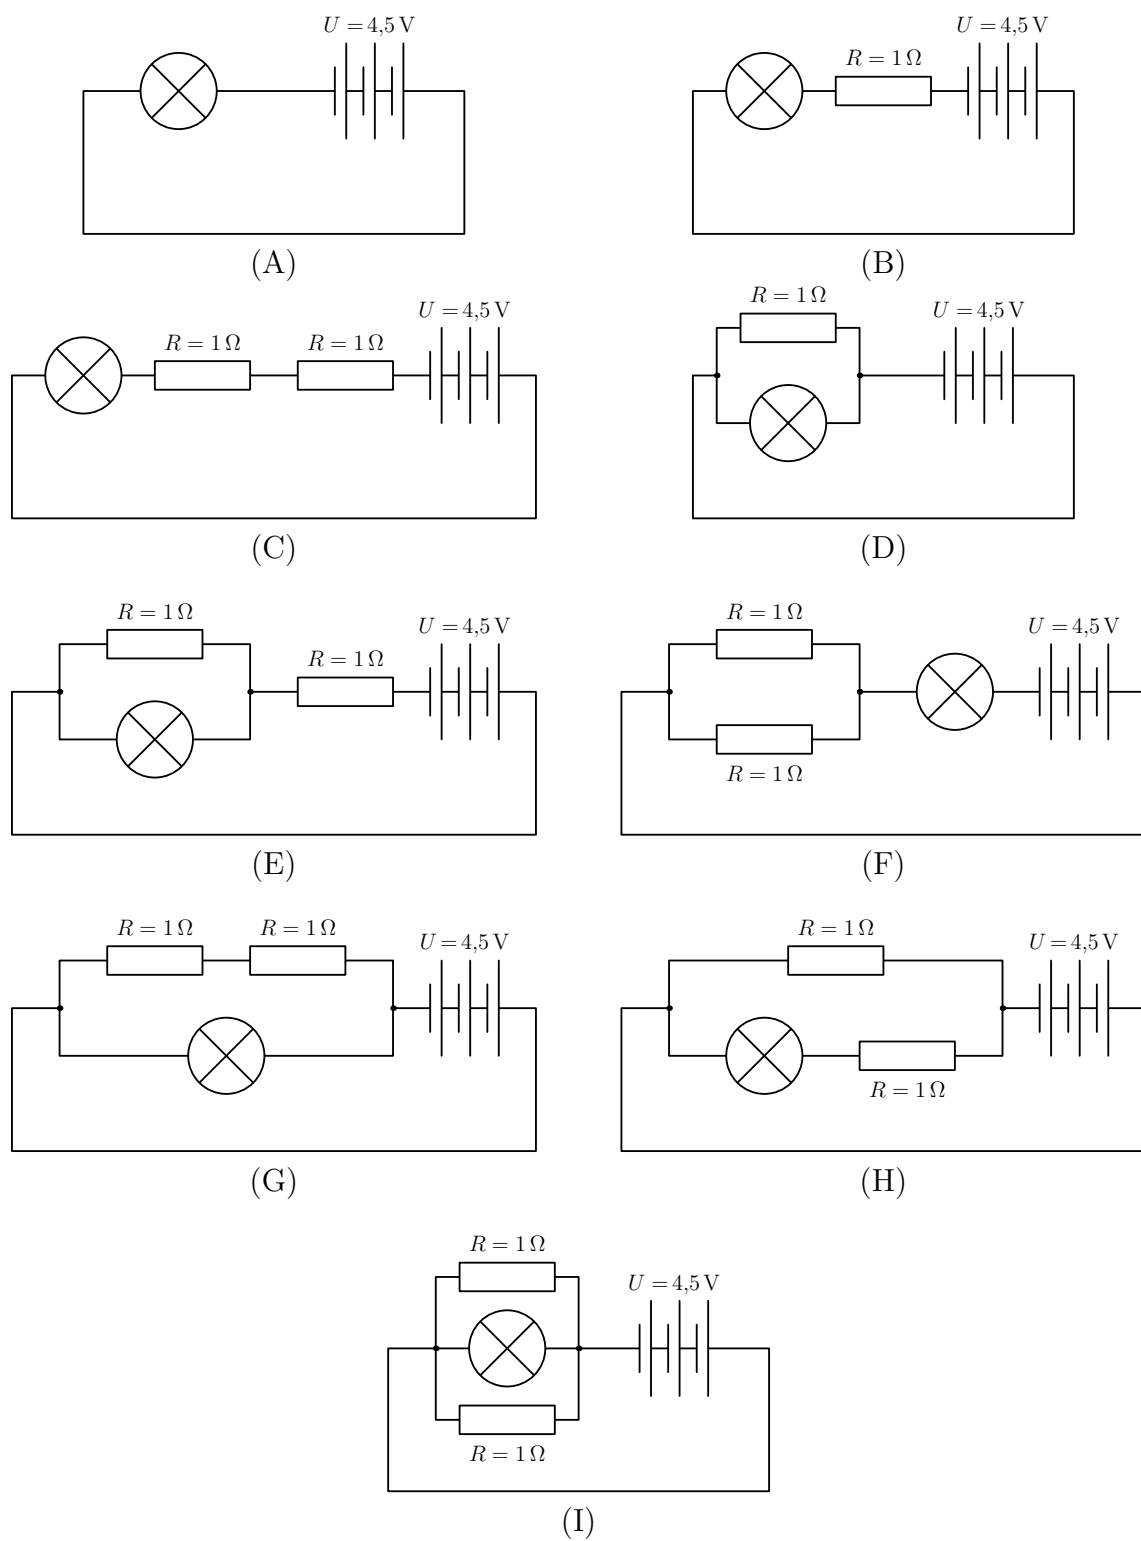 U = 4,5 V
(A)
U = 4,5 V
R = 1 Ω
(B)
U = 4,5 V
R = 1 Ω R = 1 Ω
(C)
R = 1 Ω
U = 4,5 V
(D)
R = 1 Ω
U = 4,5 V
R = 1 Ω
(E)
R = 1 Ω
U = 4,5 V
R = 1 Ω
(F)
R = 1 Ω R = 1 Ω
U = 4,5 V
(G)
R = 1 Ω
U = 4,5 V
R = 1 Ω
(H)
R = 1 Ω
U = 4,5 V
R = 1 Ω
(I)